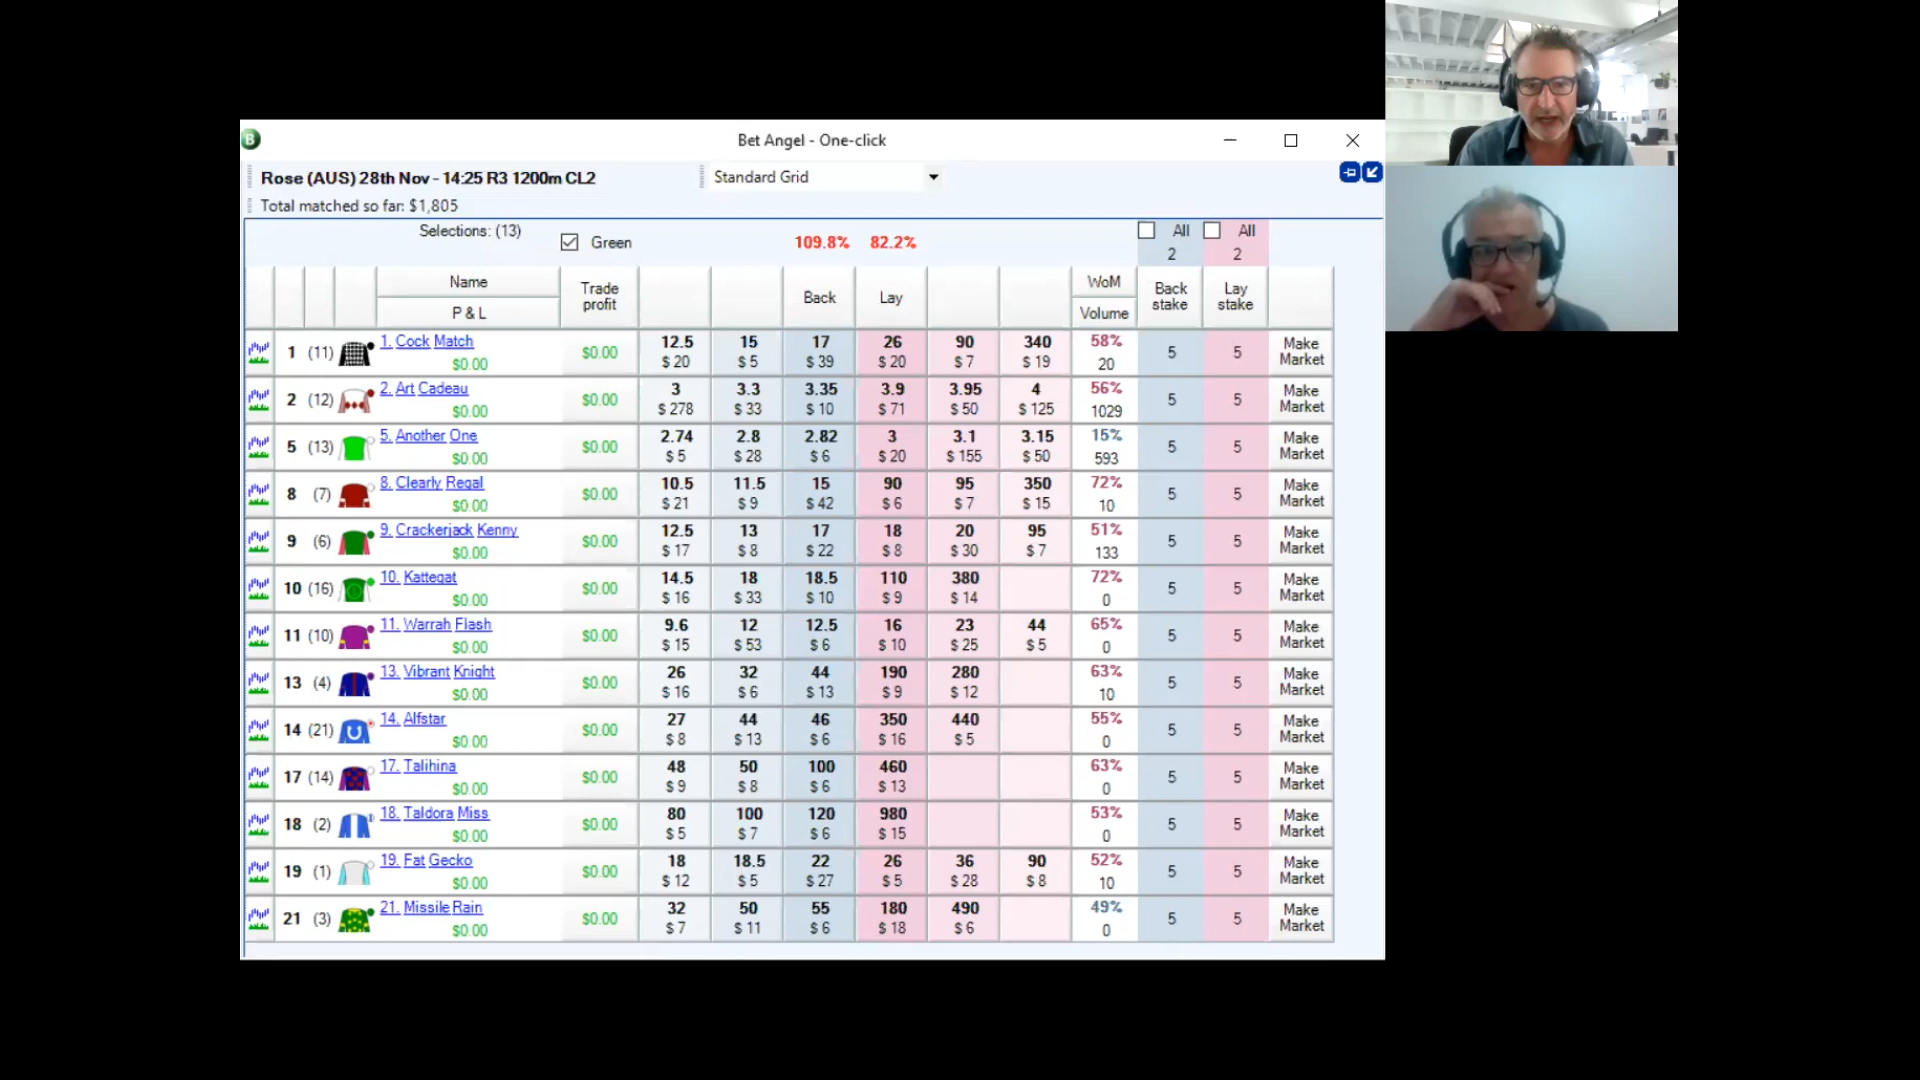 Bet Angel - One-click
Rose (AUS) 28th Nov - 14:25 R3 1200m CL2 Standard Grid
Total matched so far: $1,805
Selections: (13) Green 109.8% 82.2% All All
2 2
Name Trade profit Back Lay WoM Back stake Lay stake
P & L Volume
1 (11) 1. Cock Match $0.00 12.5 15 17 26 90 340 58% 5 5 Make Market
$0.00 $ 20 $ 5 $ 39 $ 20 $ 7 $ 19 20
2 (12) 2. Art Cadeau $0.00 3 3.3 3.35 3.9 3.95 4 56% 5 5 Make Market
$0.00 $ 278 $ 33 $ 10 $ 71 $ 50 $ 125 1029
5 (13) 5. Another One $0.00 2.74 2.8 2.82 3 3.1 3.15 15% 5 5 Make Market
$0.00 $ 5 $ 28 $ 6 $ 20 $ 155 $ 50 593
8 (7) 8. Clearly Regal $0.00 10.5 11.5 15 90 95 350 72% 5 5 Make Market
$0.00 $ 21 $ 9 $ 42 $ 6 $ 7 $ 15 10
9 (6) 9. Crackerjack Kenny $0.00 12.5 13 17 18 20 95 51% 5 5 Make Market
$0.00 $ 17 $ 8 $ 22 $ 8 $ 30 $ 7 133
10 (16) 10. Kattegat $0.00 14.5 18 18.5 110 380 72% 5 5 Make Market
$0.00 $ 16 $ 33 $ 10 $ 9 $ 14 0
11 (10) 11. Warrah Flash $0.00 9.6 12 12.5 16 23 44 65% 5 5 Make Market
$0.00 $ 15 $ 53 $ 6 $ 10 $ 25 $ 5 0
13 (4) 13. Vibrant Knight $0.00 26 32 44 190 280 63% 5 5 Make Market
$0.00 $ 16 $ 6 $ 13 $ 9 $ 12 10
14 (21) 14. Alfstar $0.00 27 44 46 350 440 55% 5 5 Make Market
$0.00 $ 8 $ 13 $ 6 $ 16 $ 5 0
17 (14) 17. Talihina $0.00 48 50 100 460 63% 5 5 Make Market
$0.00 $ 9 $ 8 $ 6 $ 13 0
18 (2) 18. Taldora Miss $0.00 80 100 120 980 53% 5 5 Make Market
$0.00 $ 5 $ 7 $ 6 $ 15 0
19 (1) 19. Fat Gecko $0.00 18 18.5 22 26 36 90 52% 5 5 Make Market
$0.00 $ 12 $ 5 $ 27 $ 5 $ 28 $ 8 10
21 (3) 21. Missile Rain $0.00 32 50 55 180 490 49% 5 5 Make Market
$0.00 $ 7 $ 11 $ 6 $ 18 $ 6 0